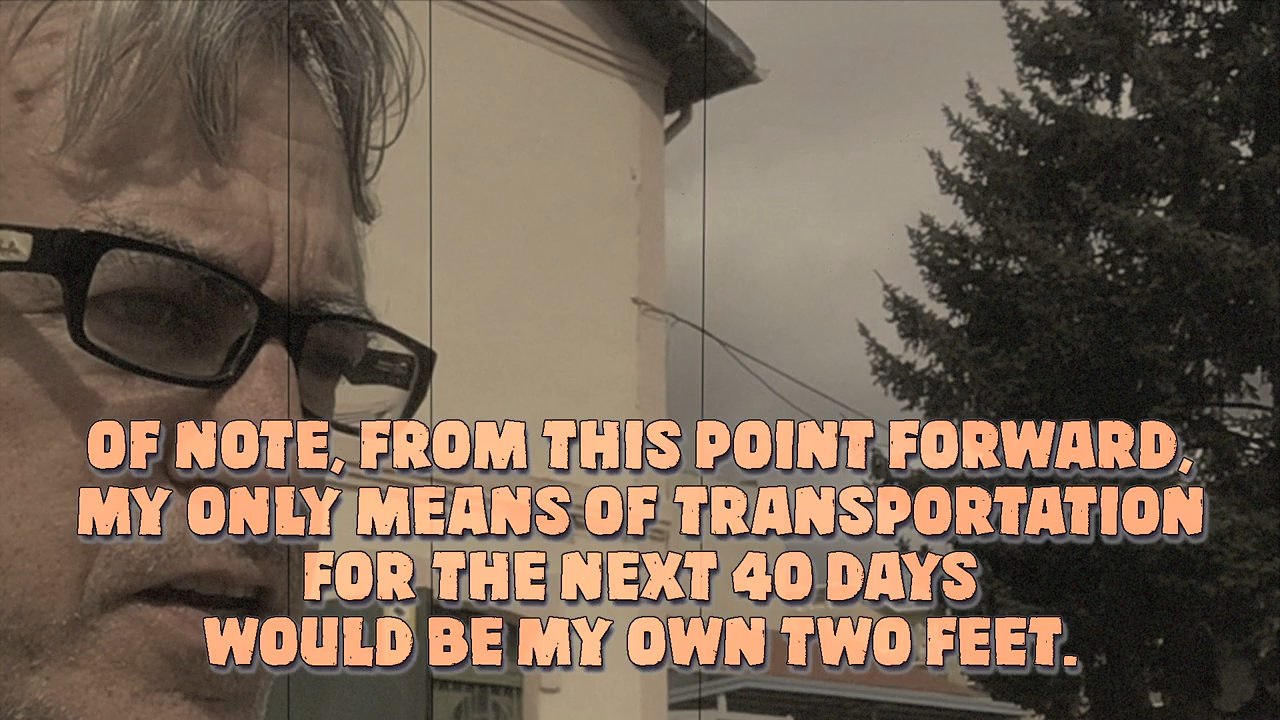 OF NOTE, FROM THIS POINT FORWARD,
MY ONLY MEANS OF TRANSPORTATION
FOR THE NEXT 40 DAYS
WOULD BE MY OWN TWO FEET.